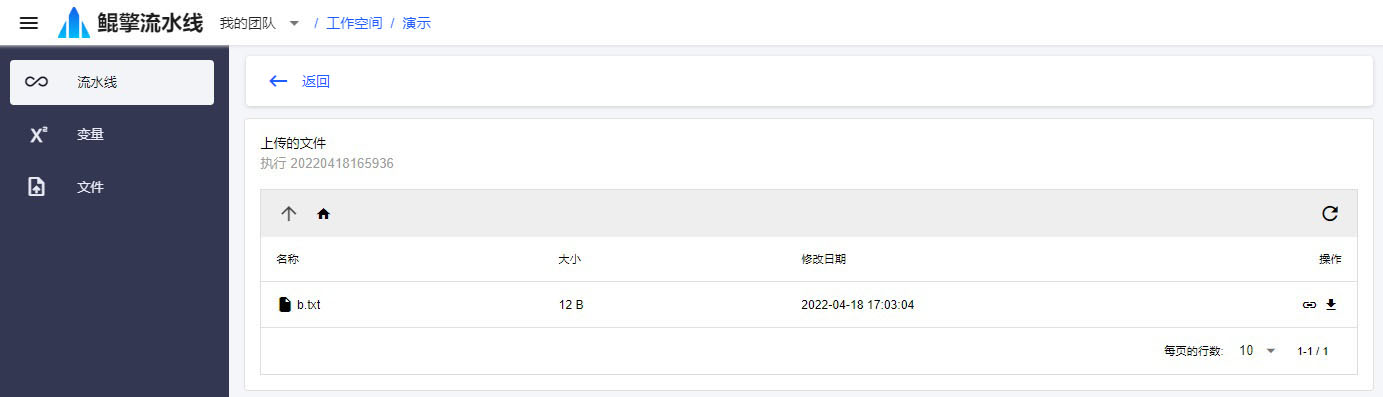 鲲擎流水线 我的团队 / 工作空间 / 演示
流水线
变量
文件
返回
上传的文件
执行 20220418165936
名称 大小 修改日期 操作
b.txt 12 B 2022-04-18 17:03:04
每页的行数: 10 1-1 / 1